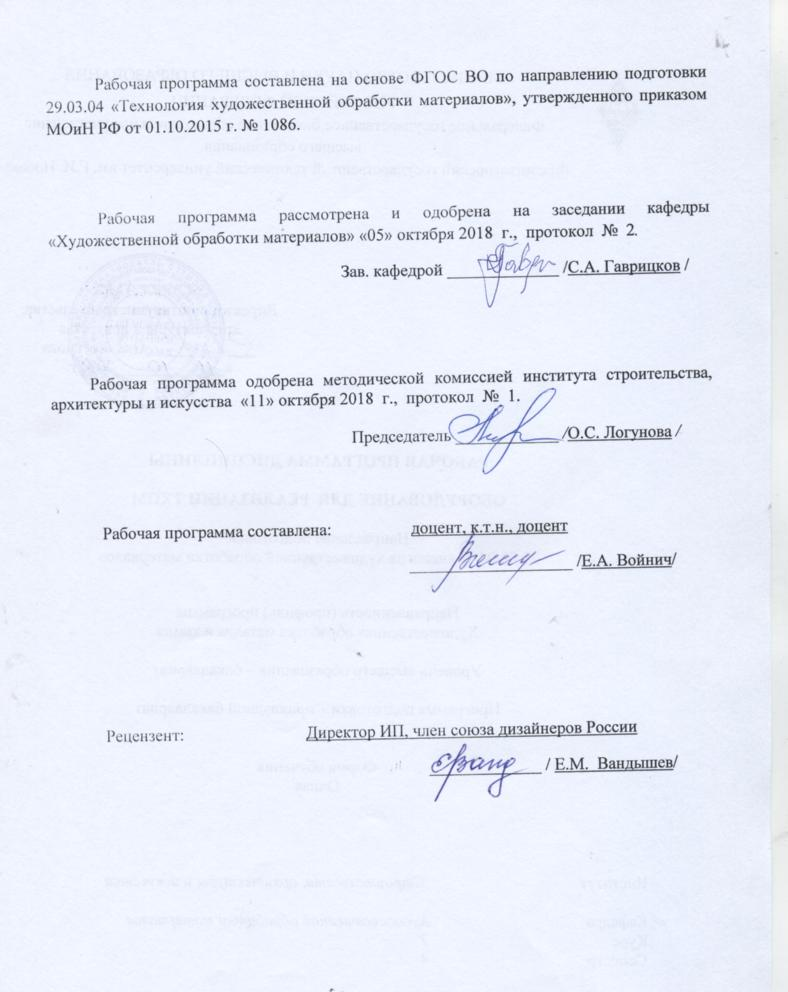 Рабочая программа составлена на основе ФГОС ВО по направлению подготовки
29.03.04 «Технология художественной обработки материалов», утвержденного приказом
МОиН РФ от 01.10.2015 г. № 1086.
Рабочая программа рассмотрена и одобрена на заседании кафедры
«Художественной обработки материалов» «05» октября 2018 г., протокол № 2.
Зав. кафедрой ______________ /С.А. Гаврицков /
Рабочая программа одобрена методической комиссией института строительства,
архитектуры и искусства «11» октября 2018 г., протокол № 1.
Председатель _____________ /О.С. Логунова /
Рабочая программа составлена: доцент, к.т.н., доцент
____________________ /Е.А. Войнич/
Рецензент: Директор ИП, член союза дизайнеров России
______________ / Е.М. Вандышев/